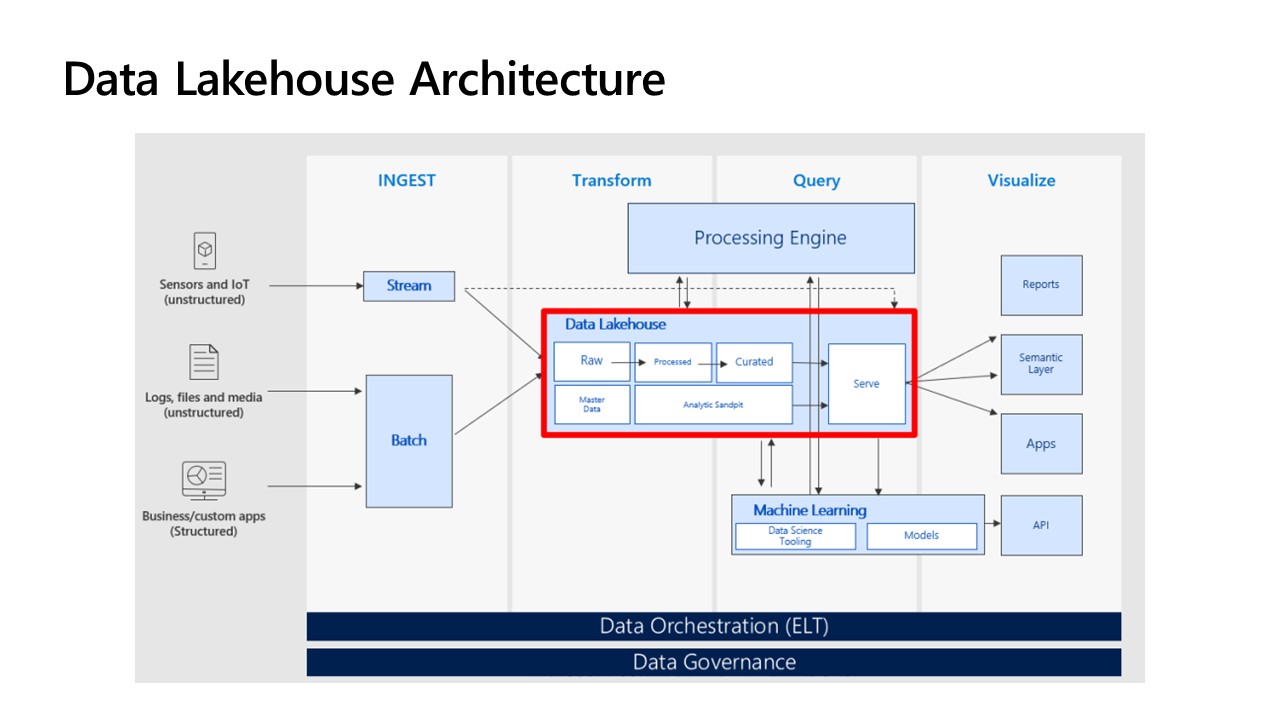 Data Lakehouse Architecture
INGEST
Transform
Query
Visualize
Processing Engine
Sensors and IoT
(unstructured)
Stream
Reports
Data Lakehouse
Raw
Processed
Curated
Serve
Semantic
Layer
Logs, files and media
(unstructured)
Master
Data
Analytic Sandpit
Batch
Apps
Business/custom apps
(Structured)
Machine Learning
Data Science
Tooling
Models
API
Data Orchestration (ELT)
Data Governance